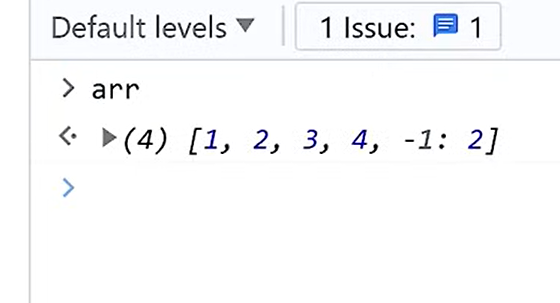 Default levels ▼ 1 Issue: 1
> arr
(4) [1, 2, 3, 4, -1: 2]
>